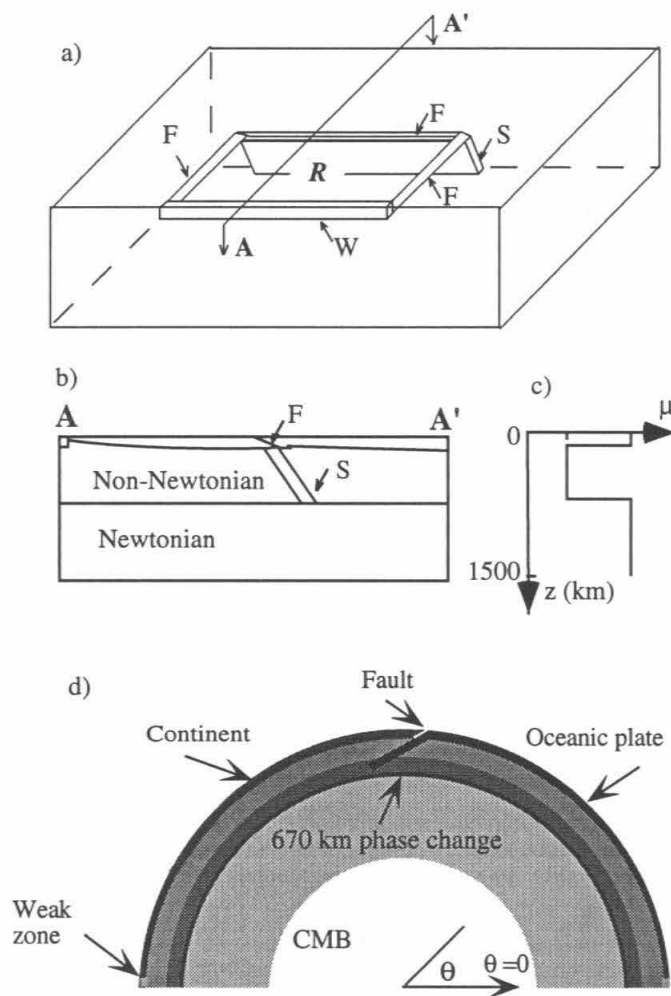 a)
A'
F
F
S
R
F
A
W
b)
A
A'
F
Non-Newtonian
S
Newtonian
c)
μ
0
1500
z (km)
d)
Fault
Continent
Oceanic plate
670 km phase change
Weak
zone
CMB
θ
θ=0